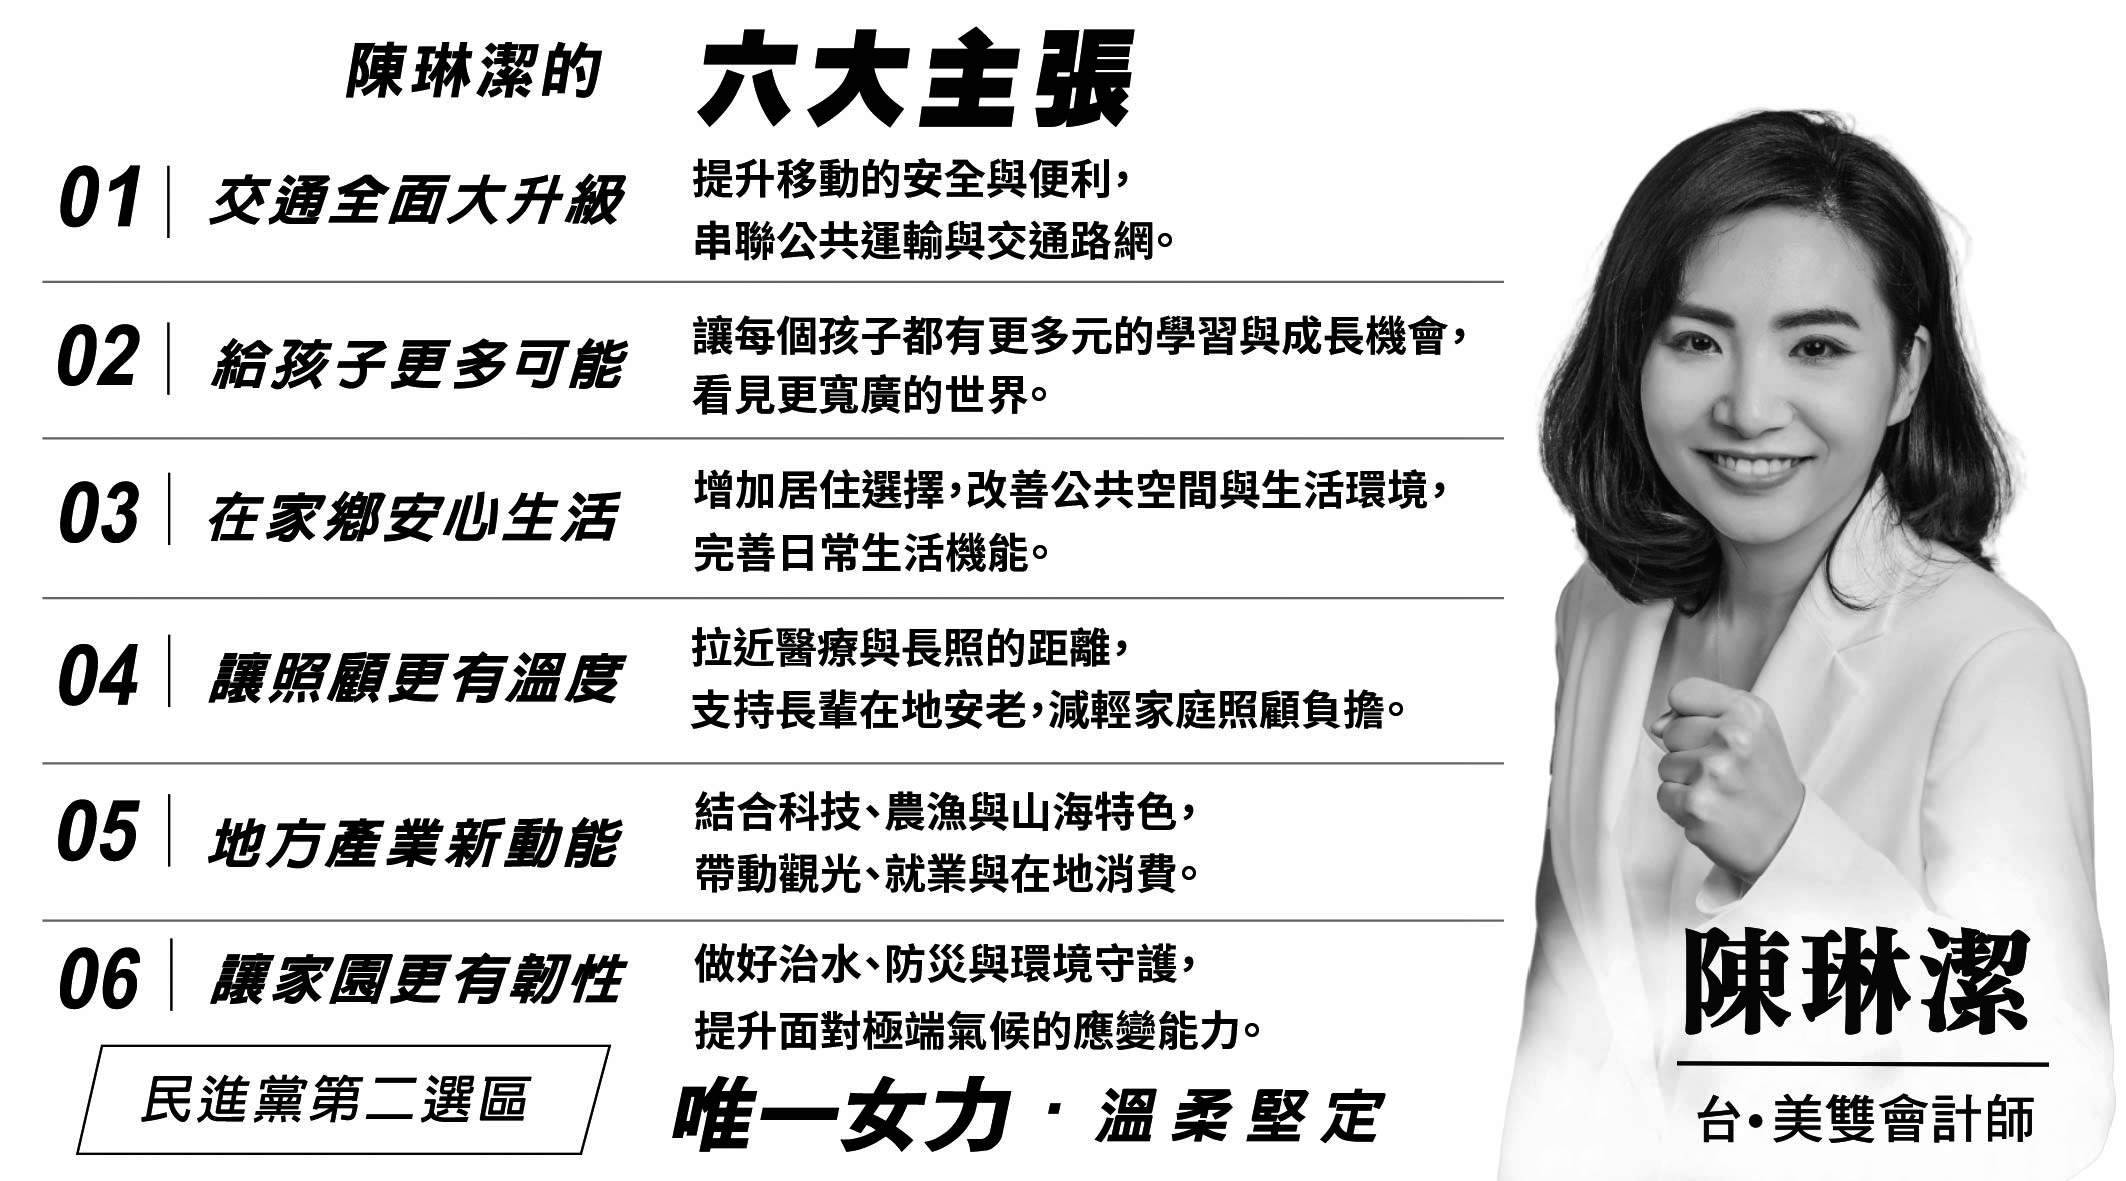 陳琳潔的 六大主張
01 交通全面大升級
提升移動的安全與便利，
串聯公共運輸與交通路網。
02 給孩子更多可能
讓每個孩子都有更多元的學習與成長機會，
看見更寬廣的世界。
03 在家鄉安心生活
增加居住選擇，改善公共空間與生活環境，
完善日常生活機能。
04 讓照顧更有溫度
拉近醫療與長照的距離，
支持長輩在地安老，減輕家庭照顧負擔。
05 地方產業新動能
結合科技、農漁與山海特色，
帶動觀光、就業與在地消費。
06 讓家園更有韌性
做好治水、防災與環境守護，
提升面對極端氣候的應變能力。
民進黨第二選區
唯一女力・溫柔堅定
陳琳潔
台・美雙會計師